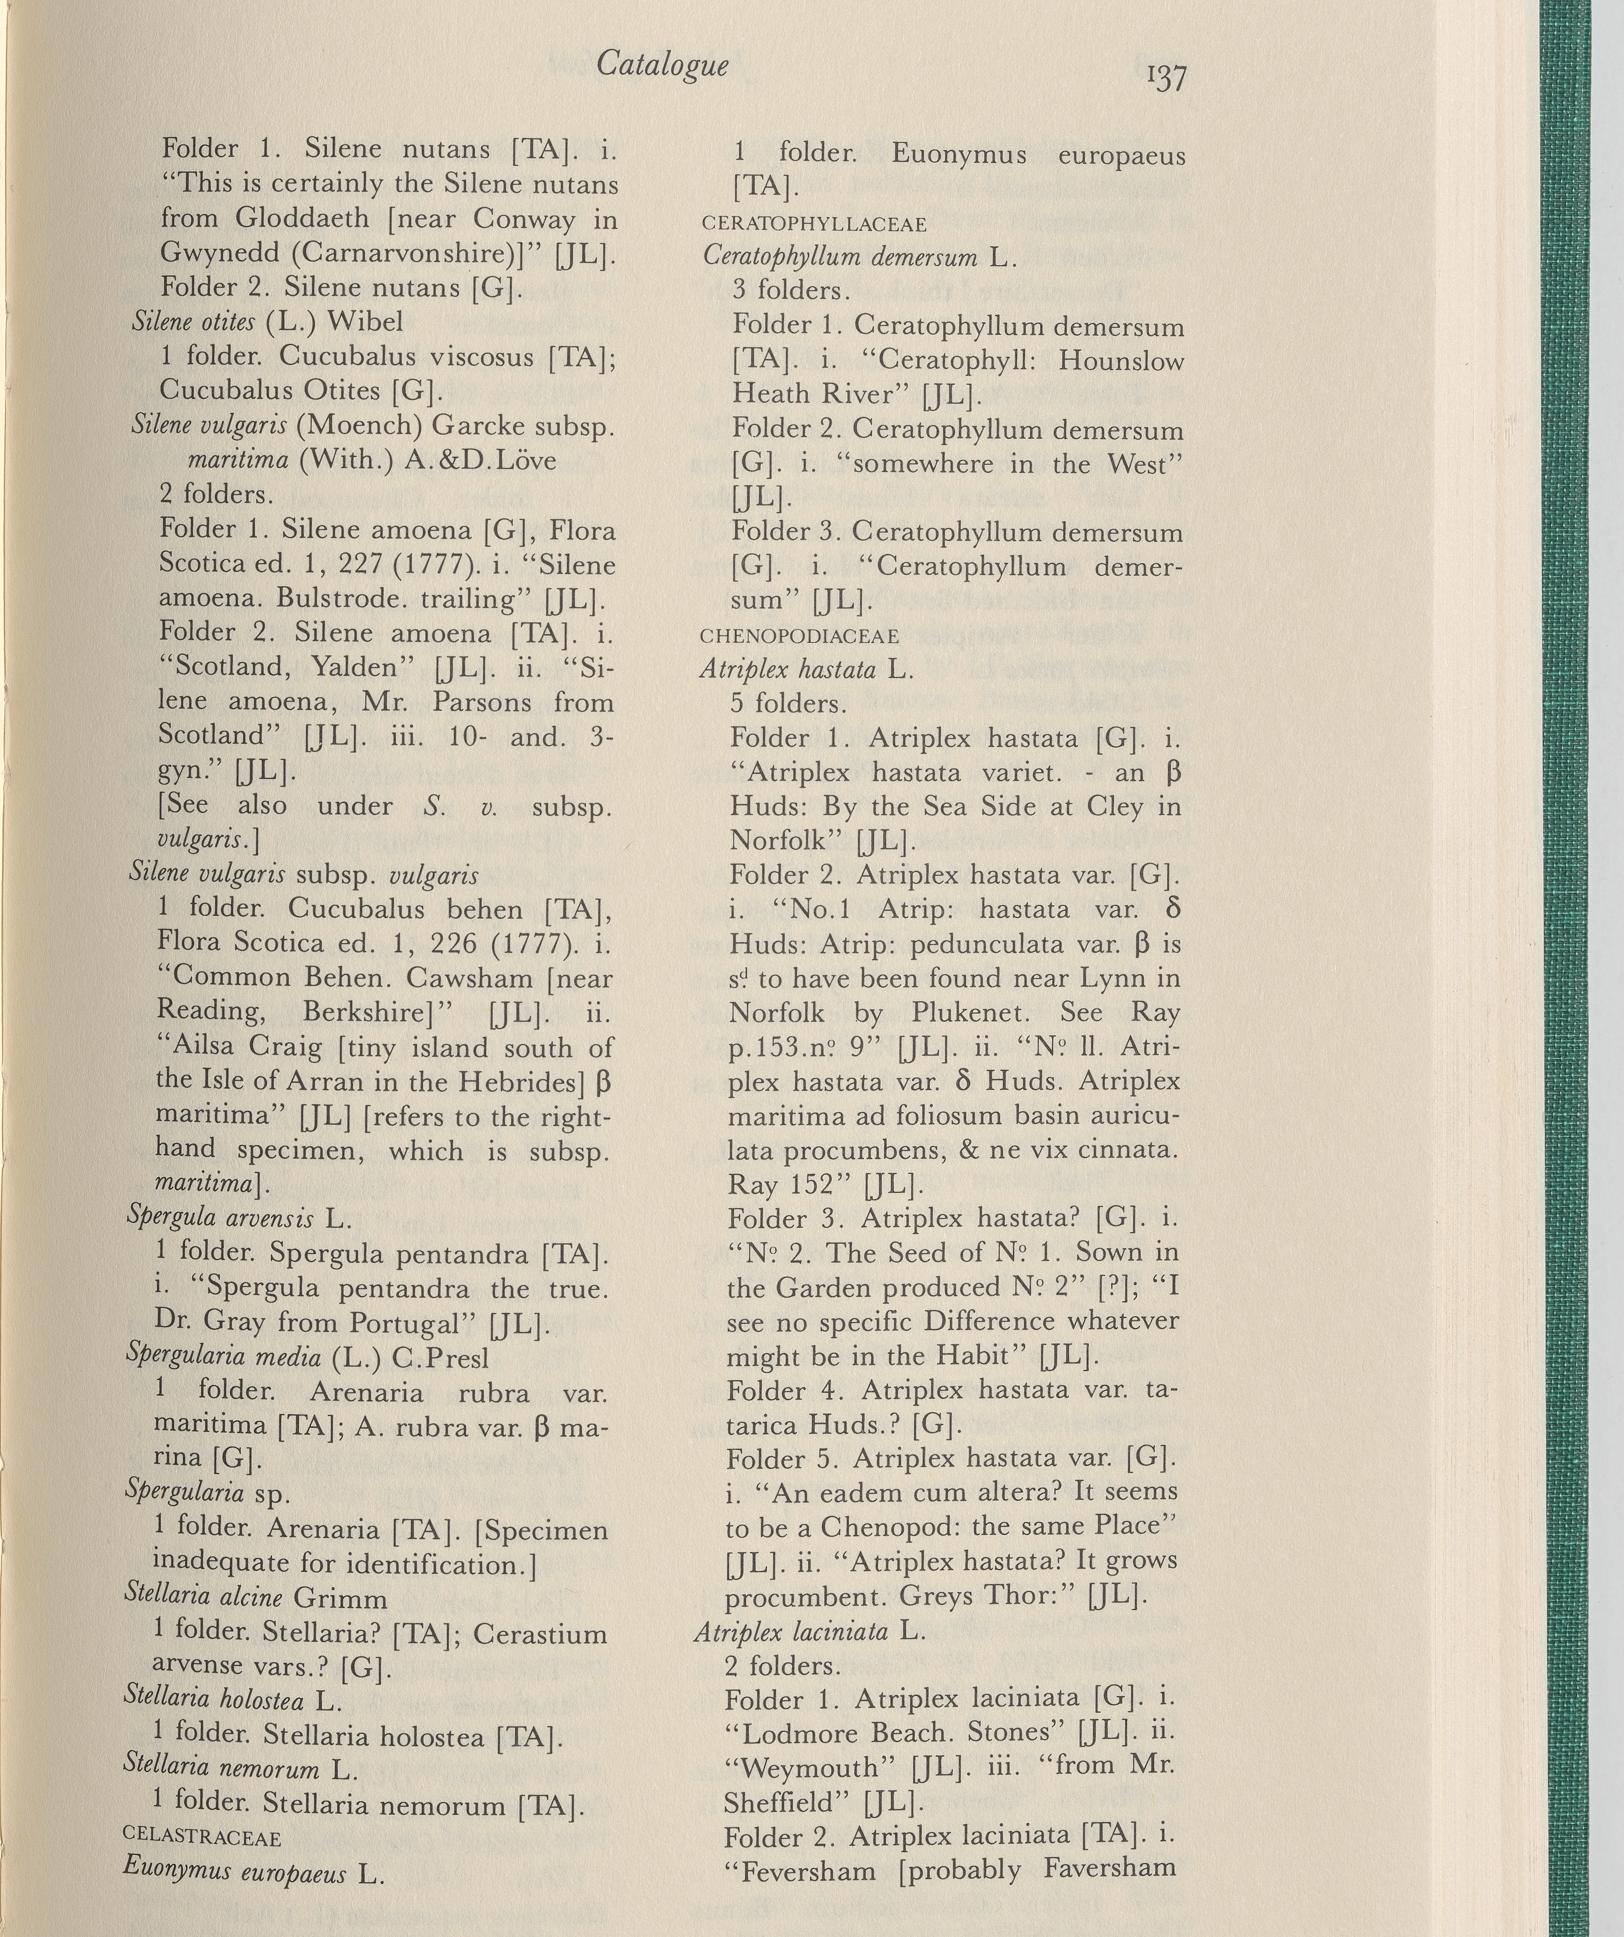 Catalogue
137
Folder 1. Silene nutans [TA]. i.
“This is certainly the Silene nutans
from Gloddaeth [near Conway in
Gwynedd (Carnarvonshire)]” [JL].
Folder 2. Silene nutans [G].
Silene otites (L.) Wibel
1 folder. Cucubalus viscosus [TA];
Cucubalus Otites [G].
Silene vulgaris (Moench) Garcke subsp.
maritima (With.) A.&D.Löve
2 folders.
Folder 1. Silene amoena [G], Flora
Scotica ed. 1, 227 (1777). i. “Silene
amoena. Bulstrode. trailing” [JL].
Folder 2. Silene amoena [TA]. i.
“Scotland, Yalden” [JL]. ii. “Si-
lene amoena, Mr. Parsons from
Scotland” [JL]. iii. 10- and. 3-
gyn.” [JL].
[See also under S. v. subsp.
vulgaris.]
Silene vulgaris subsp. vulgaris
1 folder. Cucubalus behen [TA],
Flora Scotica ed. 1, 226 (1777). i.
“Common Behen. Cawsham [near
Reading, Berkshire]” [JL]. ii.
“Ailsa Craig [tiny island south of
the Isle of Arran in the Hebrides] β
maritima” [JL] [refers to the right-
hand specimen, which is subsp.
maritima].
Spergula arvensis L.
1 folder. Spergula pentandra [TA].
i. “Spergula pentandra the true.
Dr. Gray from Portugal” [JL].
Spergularia media (L.) C.Presl
1 folder. Arenaria rubra var.
maritima [TA]; A. rubra var. β ma-
rina [G].
Spergularia sp.
1 folder. Arenaria [TA]. [Specimen
inadequate for identification.]
Stellaria alcine Grimm
1 folder. Stellaria? [TA]; Cerastium
arvense vars.? [G].
Stellaria holostea L.
1 folder. Stellaria holostea [TA].
Stellaria nemorum L.
1 folder. Stellaria nemorum [TA].
CELASTRACEAE
Euonymus europaeus L.
1 folder. Euonymus europaeus
[TA].
CERATOPHYLLACEAE
Ceratophyllum demersum L.
3 folders.
Folder 1. Ceratophyllum demersum
[TA]. i. “Ceratophyll: Hounslow
Heath River” [JL].
Folder 2. Ceratophyllum demersum
[G]. i. “somewhere in the West”
[JL].
Folder 3. Ceratophyllum demersum
[G]. i. “Ceratophyllum demer-
sum” [JL].
CHENOPODIACEAE
Atriplex hastata L.
5 folders.
Folder 1. Atriplex hastata [G]. i.
“Atriplex hastata variet. - an β
Huds: By the Sea Side at Cley in
Norfolk” [JL].
Folder 2. Atriplex hastata var. [G].
i. “No.1 Atrip: hastata var. δ
Huds: Atrip: pedunculata var. β is
sᵈ to have been found near Lynn in
Norfolk by Plukenet. See Ray
p.153.nº 9” [JL]. ii. “Nº ll. Atri-
plex hastata var. δ Huds. Atriplex
maritima ad foliosum basin auricu-
lata procumbens, & ne vix cinnata.
Ray 152” [JL].
Folder 3. Atriplex hastata? [G]. i.
“Nº 2. The Seed of Nº 1. Sown in
the Garden produced Nº 2” [?]; “I
see no specific Difference whatever
might be in the Habit” [JL].
Folder 4. Atriplex hastata var. ta-
tarica Huds.? [G].
Folder 5. Atriplex hastata var. [G].
i. “An eadem cum altera? It seems
to be a Chenopod: the same Place”
[JL]. ii. “Atriplex hastata? It grows
procumbent. Greys Thor:” [JL].
Atriplex laciniata L.
2 folders.
Folder 1. Atriplex laciniata [G]. i.
“Lodmore Beach. Stones” [JL]. ii.
“Weymouth” [JL]. iii. “from Mr.
Sheffield” [JL].
Folder 2. Atriplex laciniata [TA]. i.
“Feversham [probably Faversham